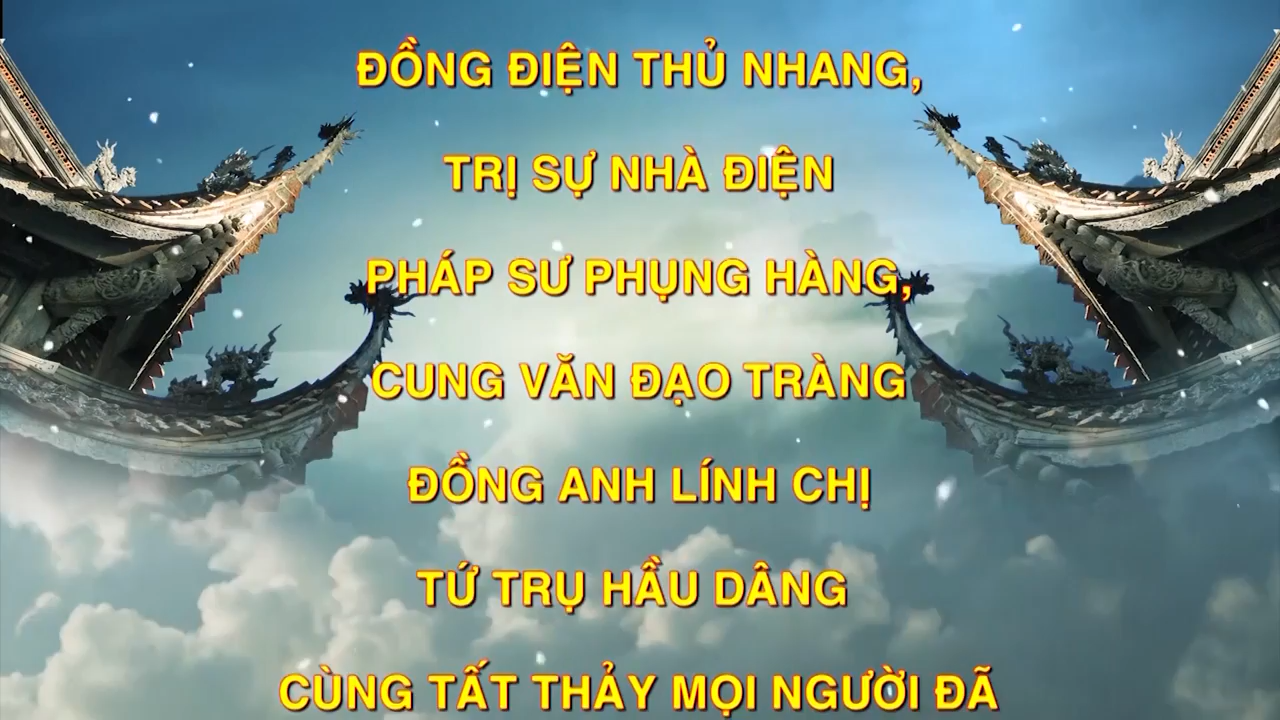 ĐỒNG ĐIỆN THỦ NHANG,
TRỊ SỰ NHÀ ĐIỆN
PHÁP SƯ PHỤNG HÀNG,
CUNG VĂN ĐẠO TRÀNG
ĐỒNG ANH LÍNH CHỊ
TỨ TRỤ HẦU DÂNG
CÙNG TẤT THẢY MỌI NGƯỜI ĐÃ